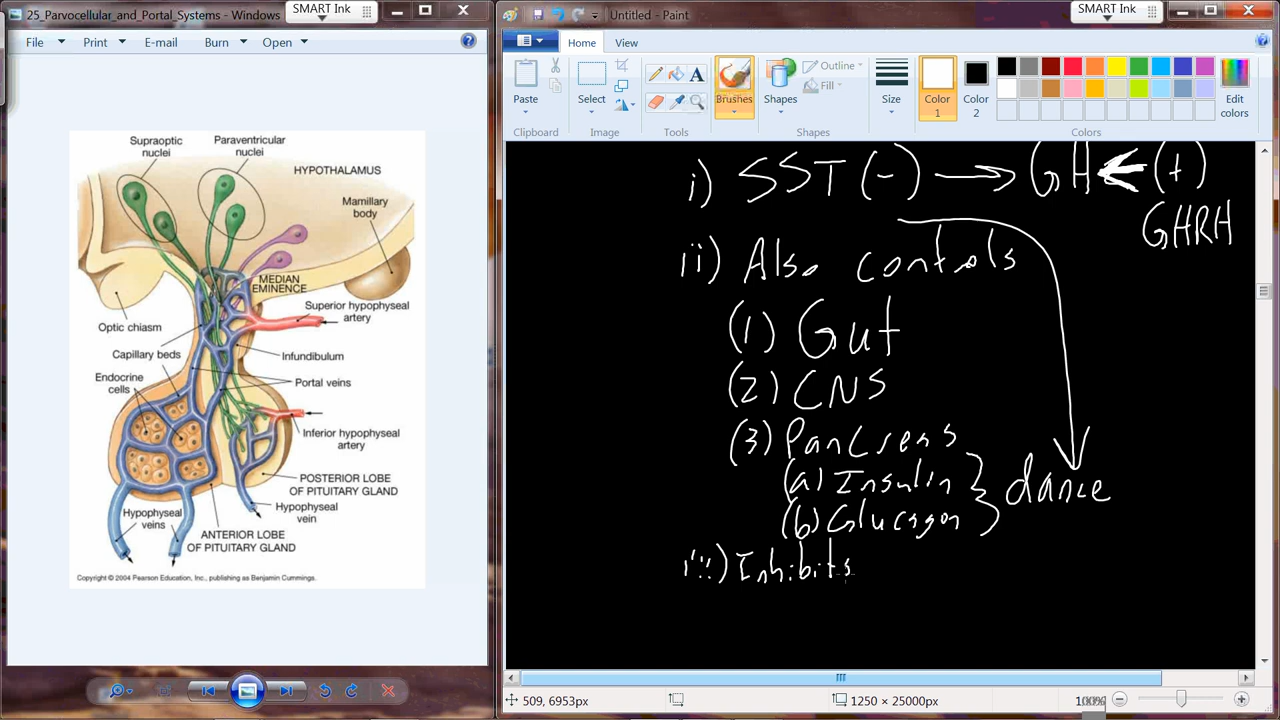 25_Parvocellular_and_Portal_Systems - Windows
SMART Ink
File Print E-mail Burn Open
Supraoptic
nuclei
Paraventricular
nuclei
HYPOTHALAMUS
Mamillary
body
MEDIAN
EMINENCE
Superior hypophyseal
artery
Optic chiasm
Infundibulum
Capillary beds
Portal veins
Endocrine
cells
Inferior hypophyseal
artery
POSTERIOR LOBE
OF PITUITARY GLAND
Hypophyseal
vein
Hypophyseal
veins
ANTERIOR LOBE
OF PITUITARY GLAND
Copyright © 2004 Pearson Education, Inc., publishing as Benjamin Cummings.
Untitled - Paint
SMART Ink
Home View
Paste
Clipboard
Select
Image
Tools
Brushes
Shapes
Outline
Fill
Shapes
Size
Color
1
Color
2
Edit
colors
Colors
i) SST (-) → GH ← (+)
GHRH
ii) Also controls
(1) Gut
(2) CNS
(3) Pancreas
(a) Insulin
(b) Glucagon
dance
iii) Inhibits
509, 6953px
1250 × 25000px
100%